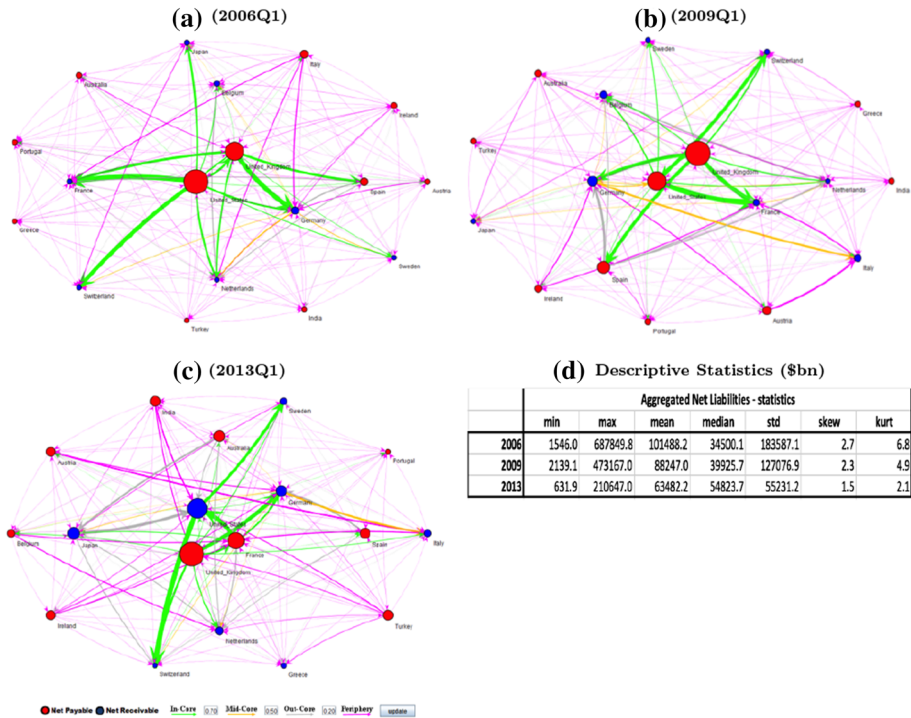 (a) (2006Q1)
Japan
Italy
Australia
Belgium
Ireland
Portugal
United_Kingdom
France
United_States
Spain
Austria
Germany
Greece
Sweden
Switzerland
Netherlands
India
Turkey
(b) (2009Q1)
Sweden
Switzerland
Australia
Belgium
Greece
Turkey
United_Kingdom
Germany
United_States
Netherlands
India
France
Japan
Spain
Italy
Ireland
Austria
Portugal
(c) (2013Q1)
India
Sweden
Australia
Austria
Portugal
Germany
United_States
Belgium
Japan
France
Spain
Italy
United_Kingdom
Ireland
Turkey
Netherlands
Switzerland
Greece
Net Payable Net Receivable In-Core 0.70 Mid-Core 0.50 Out-Core 0.20 Periphery update
(d) Descriptive Statistics ($bn)
Aggregated Net Liabilities - statistics
min max mean median std skew kurt
2006 1546.0 687849.8 101488.2 34500.1 183587.1 2.7 6.8
2009 2139.1 473167.0 88247.0 39925.7 127076.9 2.3 4.9
2013 631.9 210647.0 63482.2 54823.7 55231.2 1.5 2.1